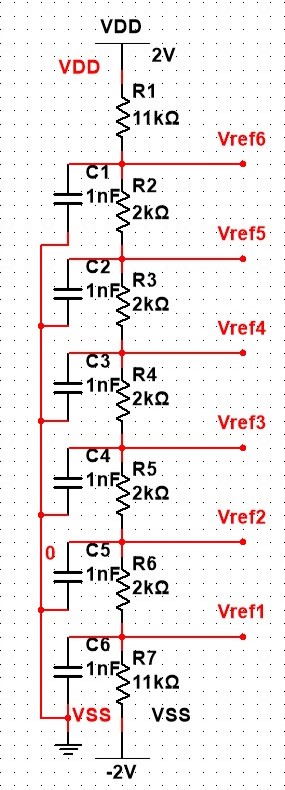 VDD
2V
VDD
R1
11kΩ
Vref6
C1
1nF
R2
2kΩ
Vref5
C2
1nF
R3
2kΩ
Vref4
C3
1nF
R4
2kΩ
Vref3
C4
1nF
R5
2kΩ
Vref2
0
C5
1nF
R6
2kΩ
Vref1
C6
1nF
R7
11kΩ
VSS
VSS
-2V